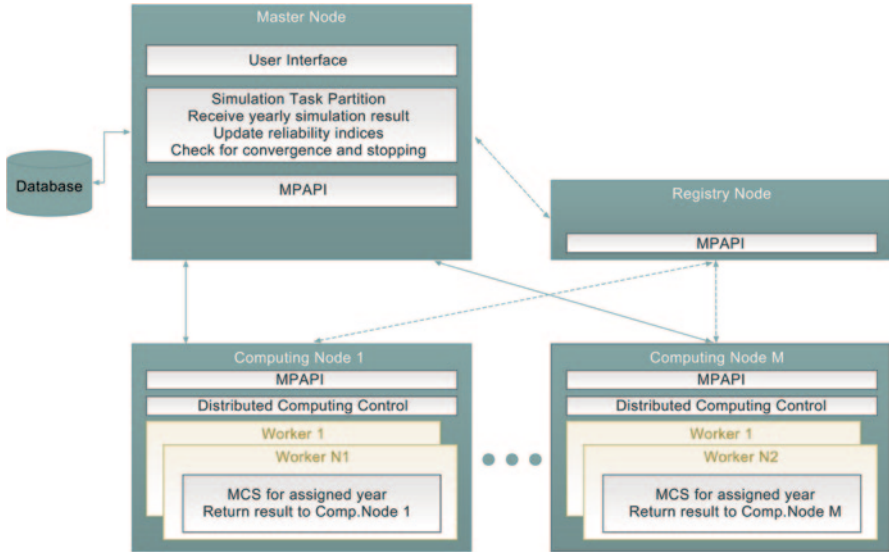 Master Node
User Interface
Simulation Task Partition
Receive yearly simulation result
Update reliability indices
Check for convergence and stopping
MPAPI
Database
Registry Node
MPAPI
Computing Node 1
MPAPI
Distributed Computing Control
Worker 1
Worker N1
MCS for assigned year
Return result to Comp.Node 1
Computing Node M
MPAPI
Distributed Computing Control
Worker 1
Worker N2
MCS for assigned year
Return result to Comp.Node M